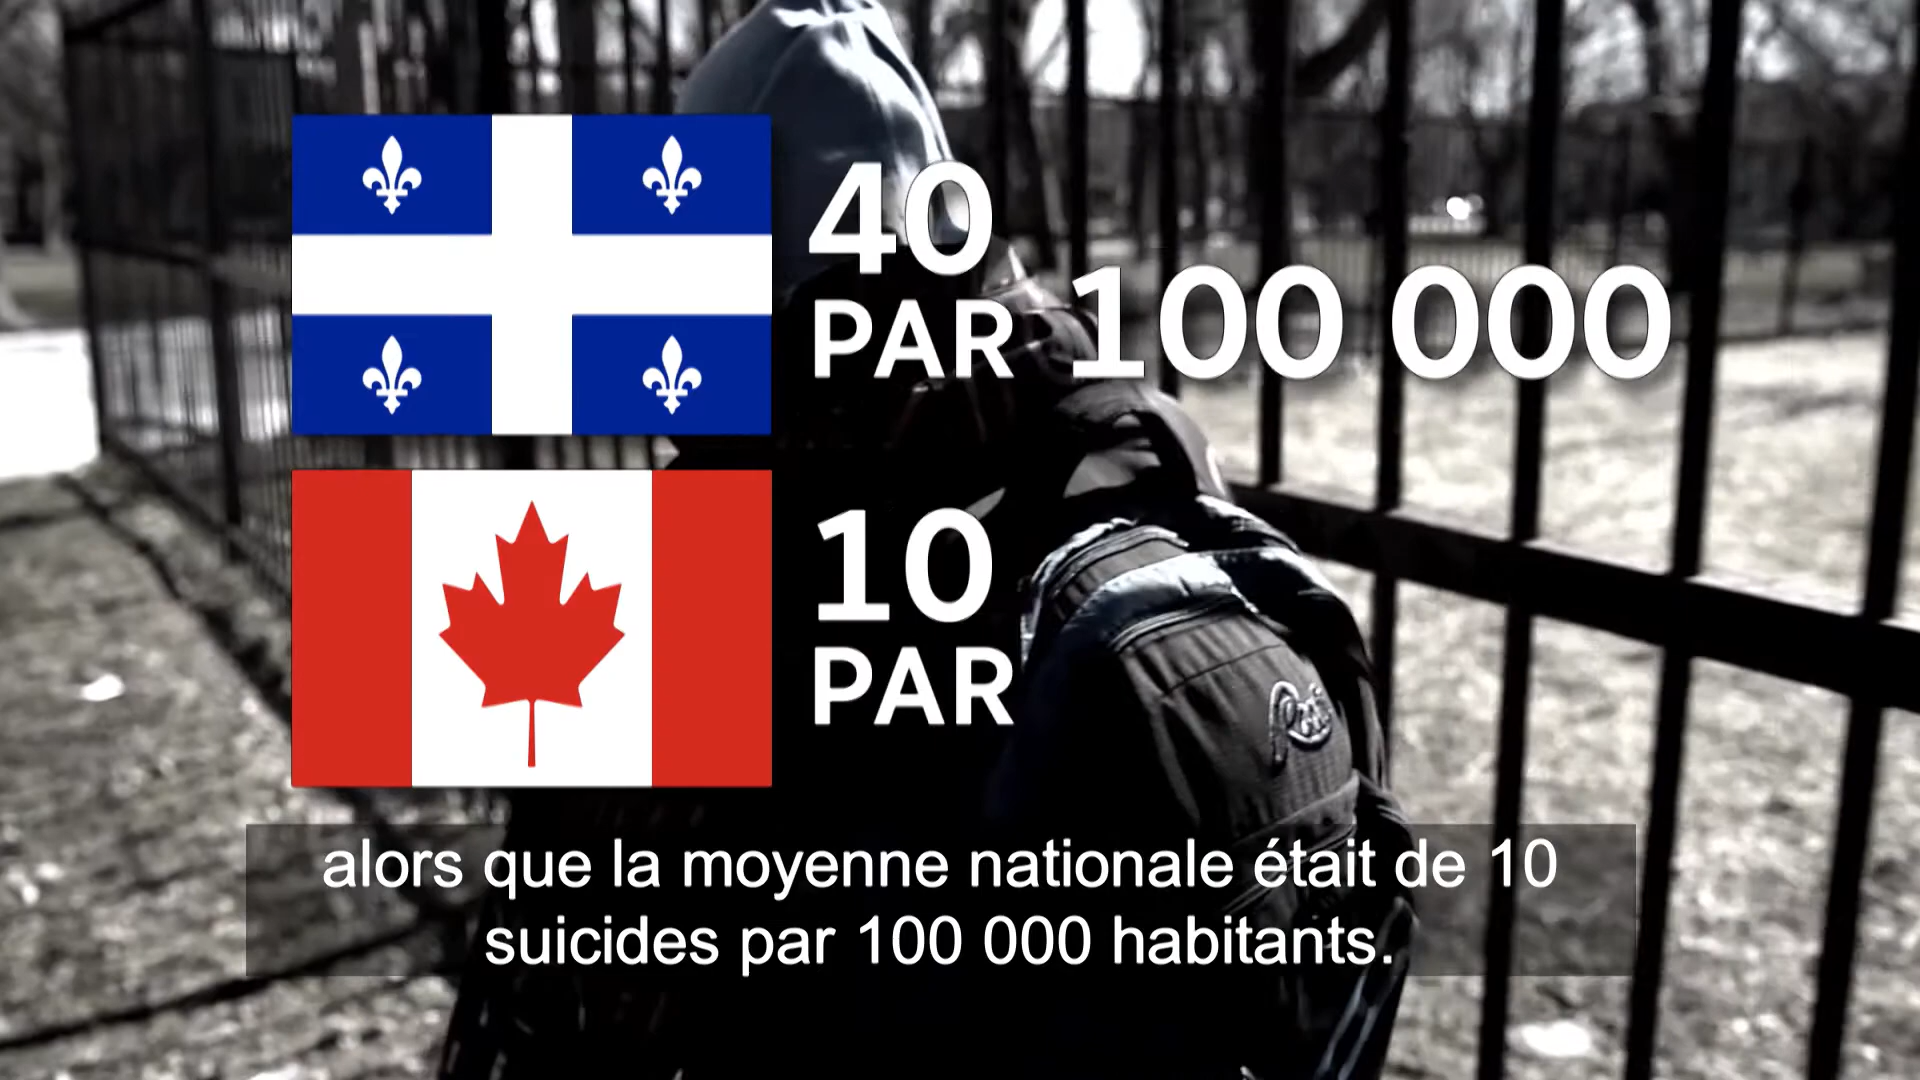 40
PAR 100 000
10
PAR
alors que la moyenne nationale était de 10
suicides par 100 000 habitants.